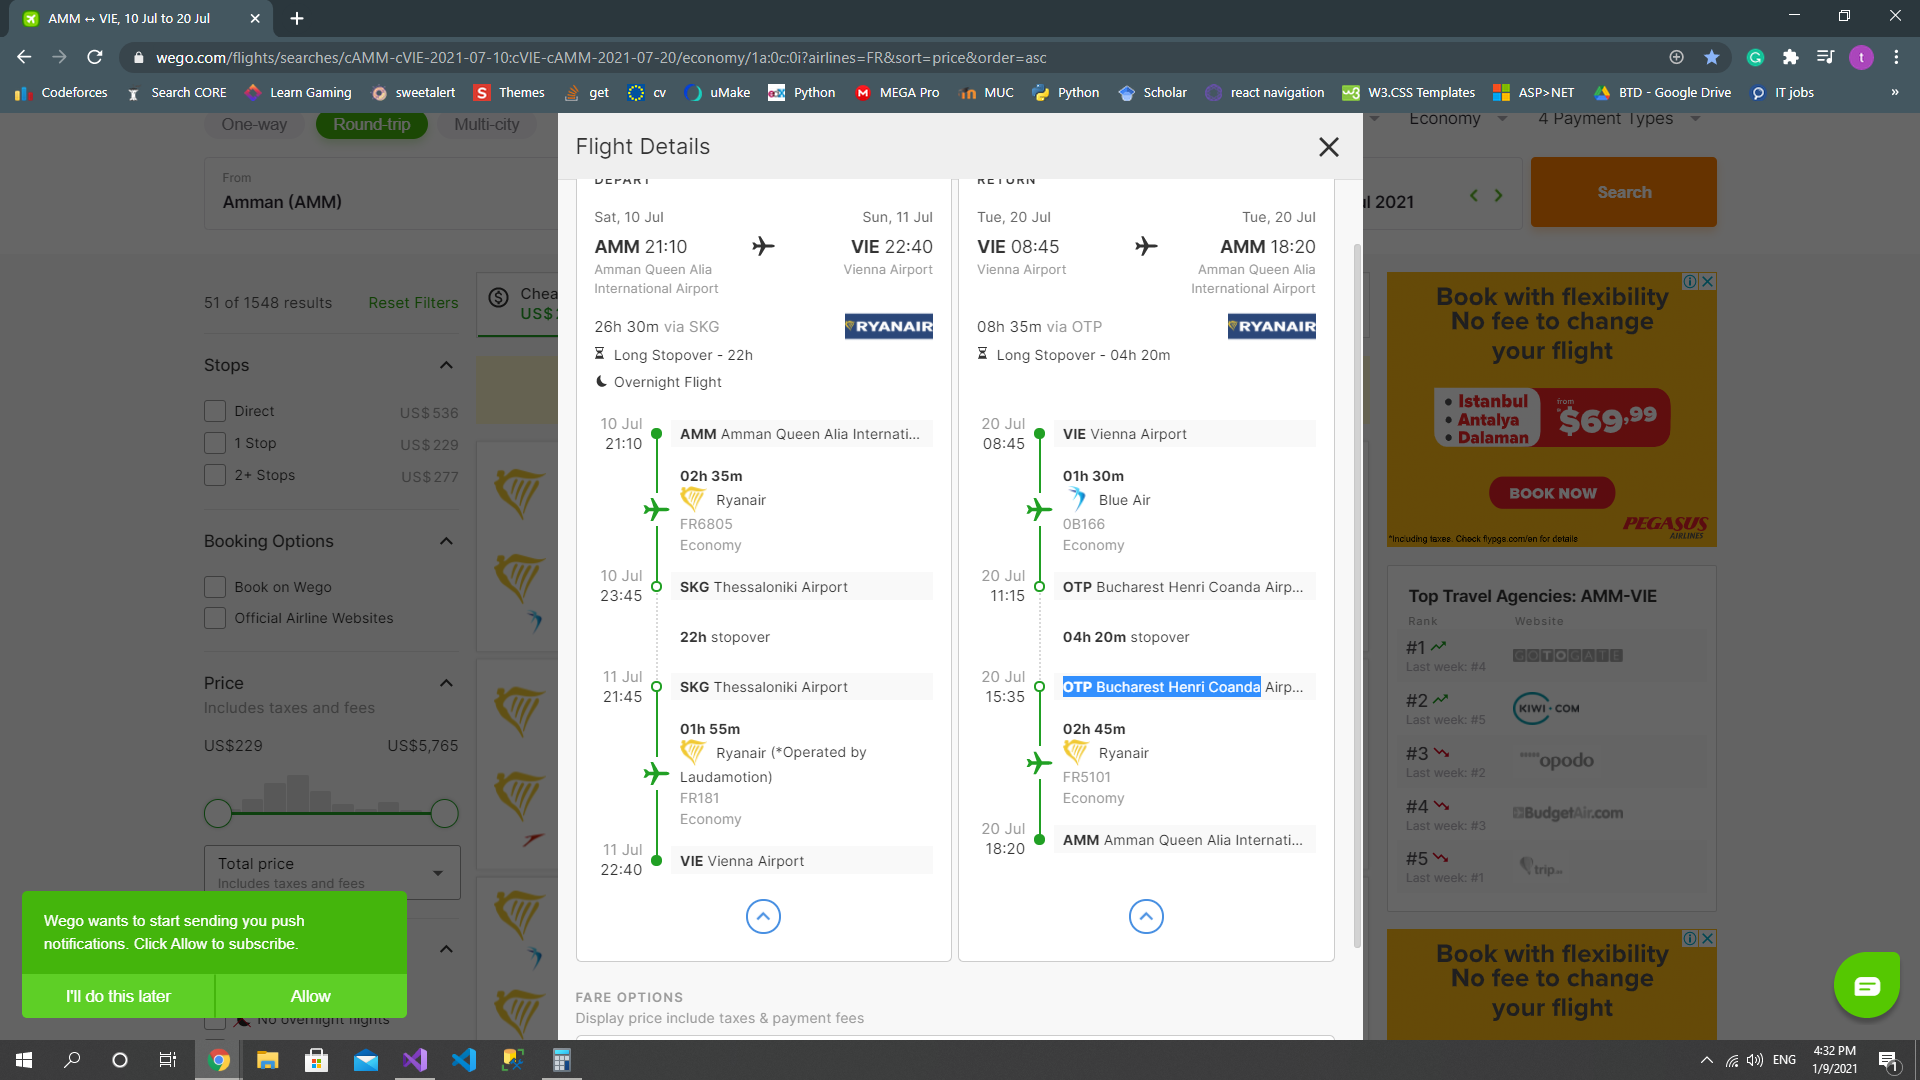 AMM ↔ VIE, 10 Jul to 20 Jul
wego.com/flights/searches/cAMM-cVIE-2021-07-10:cVIE-cAMM-2021-07-20/economy/1a:0c:0i?airlines=FR&sort=price&order=asc
t
Codeforces
Search CORE
Learn Gaming
sweetalert
Themes
get
cv
uMake
Python
MEGA Pro
MUC
Python
Scholar
react navigation
W3.CSS Templates
ASP>NET
BTD - Google Drive
IT jobs
»
One-way
Round-trip
Multi-city
Economy
4 Payment Types
From
Amman (AMM)
2021
Search
51 of 1548 results
Reset Filters
Stops
Direct
US$ 536
1 Stop
US$ 229
2+ Stops
US$ 277
Booking Options
Book on Wego
Official Airline Websites
Price
Includes taxes and fees
US$229
US$5,765
Total price
Includes taxes and fees
No overnight flights
Wego wants to start sending you push
notifications. Click Allow to subscribe.
I'll do this later
Allow
Flight Details
DEPART
Sat, 10 Jul
Sun, 11 Jul
AMM 21:10
VIE 22:40
Amman Queen Alia
International Airport
Vienna Airport
26h 30m via SKG
RYANAIR
Long Stopover - 22h
Overnight Flight
10 Jul
21:10
AMM Amman Queen Alia Internati...
02h 35m
Ryanair
FR6805
Economy
10 Jul
23:45
SKG Thessaloniki Airport
22h stopover
11 Jul
21:45
SKG Thessaloniki Airport
01h 55m
Ryanair (*Operated by
Laudamotion)
FR181
Economy
11 Jul
22:40
VIE Vienna Airport
RETURN
Tue, 20 Jul
Tue, 20 Jul
VIE 08:45
AMM 18:20
Vienna Airport
Amman Queen Alia
International Airport
08h 35m via OTP
RYANAIR
Long Stopover - 04h 20m
20 Jul
08:45
VIE Vienna Airport
01h 30m
Blue Air
0B166
Economy
20 Jul
11:15
OTP Bucharest Henri Coanda Airp...
04h 20m stopover
20 Jul
15:35
OTP Bucharest Henri Coanda Airp...
02h 45m
Ryanair
FR5101
Economy
20 Jul
18:20
AMM Amman Queen Alia Internati...
FARE OPTIONS
Display price include taxes & payment fees
Book with flexibility
No fee to change
your flight
• Istanbul
• Antalya
• Dalaman
from
$69,99
BOOK NOW
PEGASUS
AIRLINES
*Including taxes. Check flypgs.com/en for details
Top Travel Agencies: AMM-VIE
Rank
Website
#1
Last week: #4
GOTOGATE
#2
Last week: #5
KIWI.COM
#3
Last week: #2
opodo
#4
Last week: #3
BudgetAir.com
#5
Last week: #1
trip
Book with flexibility
No fee to change
your flight
ENG
4:32 PM
1/9/2021
1